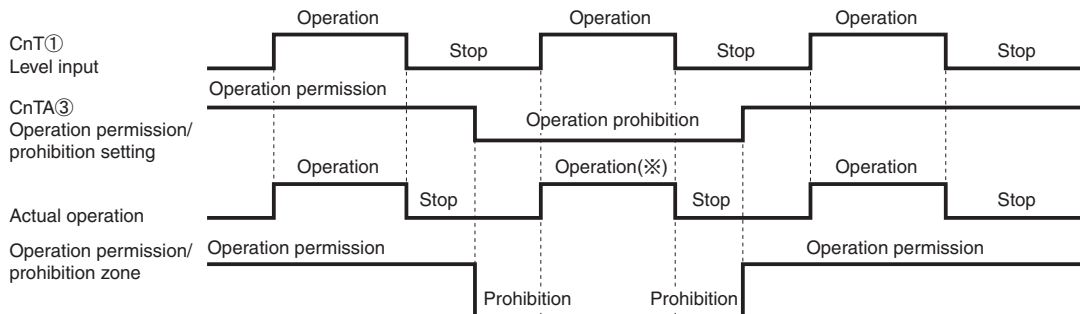 Operation Operation Operation
CnT① Stop Stop Stop
Level input
Operation permission
CnTA③
Operation permission/ Operation prohibition
prohibition setting
Operation Operation(※) Operation
Actual operation Stop Stop Stop
Operation permission/ Operation permission Operation permission
prohibition zone
Prohibition Prohibition